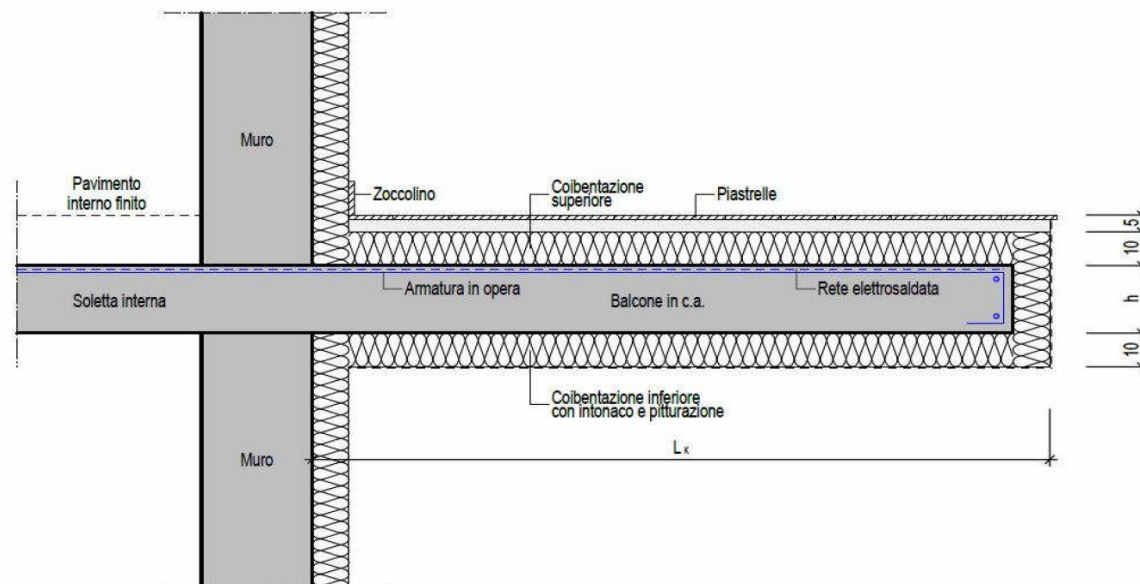 Muro
Pavimento
interno finito
Zoccolino
Coibentazione
superiore
Piastrelle
5
10
Soletta interna
Armatura in opera
Balcone in c.a.
Rete elettrosaldata
h
10
Coibentazione inferiore
con intonaco e pitturazione
Lx
Muro